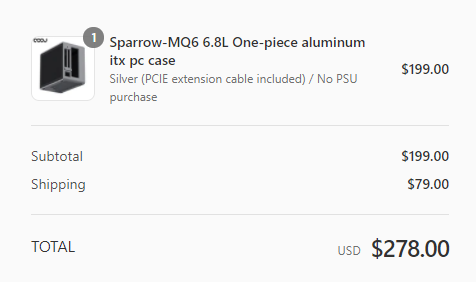 1
Sparrow-MQ6 6.8L One-piece aluminum
itx pc case
$199.00
Silver (PCIE extension cable included) / No PSU
purchase
Subtotal
$199.00
Shipping
$79.00
TOTAL
USD $278.00